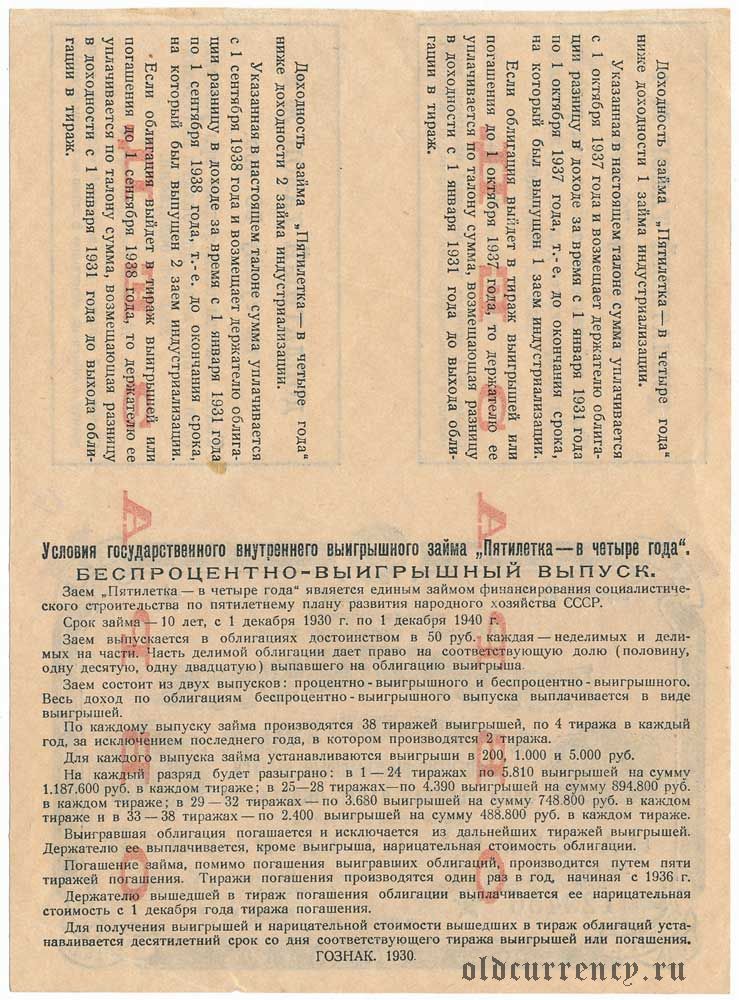 Доходность займа „Пятилетка — в четыре года“
ниже доходности 2 займа индустриализации.
Указанная в настоящем талоне сумма уплачивается
с 1 сентября 1938 года и возмещает держателю облига-
ции разницу в доходе за время с 1 января 1931 года
по 1 сентября 1938 года, т.-е. до окончания срока,
на который был выпущен 2 заем индустриализации.
Если облигация выйдет в тираж выигрышей или
погашения до 1 сентября 1938 года, то держателю ее
уплачивается по талону сумма, возмещающая разницу
в доходности с 1 января 1931 года до выхода обли-
гации в тираж.
Доходность займа „Пятилетка — в четыре года“
ниже доходности 1 займа индустриализации.
Указанная в настоящем талоне сумма уплачивается
с 1 октября 1937 года и возмещает держателю облига-
ции разницу в доходе за время с 1 января 1931 года
по 1 октября 1937 года, т.-е. до окончания срока,
на который был выпущен 1 заем индустриализации.
Если облигация выйдет в тираж выигрышей или
погашения до 1 октября 1937 года, то держателю ее
уплачивается по талону сумма, возмещающая разницу
в доходности с 1 января 1931 года до выхода обли-
гации в тираж.
Условия государственного внутреннего выигрышного займа „Пятилетка — в четыре года“.
БЕСПРОЦЕНТНО-ВЫИГРЫШНЫЙ ВЫПУСК.
Заем „Пятилетка — в четыре года“ является единым займом финансирования социалистиче-
ского строительства по пятилетнему плану развития народного хозяйства СССР.
Срок займа — 10 лет, с 1 декабря 1930 г. по 1 декабря 1940 г.
Заем выпускается в облигациях достоинством в 50 руб. каждая — неделимых и дели-
мых на части. Часть делимой облигации дает право на соответствующую долю (половину,
одну десятую, одну двадцатую) выпавшего на облигацию выигрыша.
Заем состоит из двух выпусков: процентно-выигрышного и беспроцентно-выигрышного.
Весь доход по облигациям беспроцентно-выигрышного выпуска выплачивается в виде
выигрышей.
По каждому выпуску займа производятся 38 тиражей выигрышей, по 4 тиража в каждый
год, за исключением последнего года, в котором производятся 2 тиража.
Для каждого выпуска займа устанавливаются выигрыши в 200, 1.000 и 5.000 руб.
На каждый разряд будет разыграно: в 1 — 24 тиражах по 5.810 выигрышей на сумму
1.187.600 руб. в каждом тираже; в 25—28 тиражах—по 4.390 выигрышей на сумму 894.800 руб.
в каждом тираже; в 29 — 32 тиражах — по 3.680 выигрышей на сумму 748.800 руб. в каждом
тираже и в 33 — 38 тиражах — по 2.400 выигрышей на сумму 488.800 руб. в каждом тираже.
Выигравшая облигация погашается и исключается из дальнейших тиражей выигрышей.
Держателю ее выплачивается, кроме выигрыша, нарицательная стоимость облигации.
Погашение займа, помимо погашения выигравших облигаций, производится путем пяти
тиражей погашения. Тиражи погашения производятся один раз в год, начиная с 1936 г.
Держателю вышедшей в тираж погашения облигации выплачивается ее нарицательная
стоимость с 1 декабря года тиража погашения.
Для получения выигрышей и нарицательной стоимости вышедших в тираж облигаций уста-
навливается десятилетний срок со дня соответствующего тиража выигрышей или погашения.
ГОЗНАК. 1930.
oldcurrency.ru